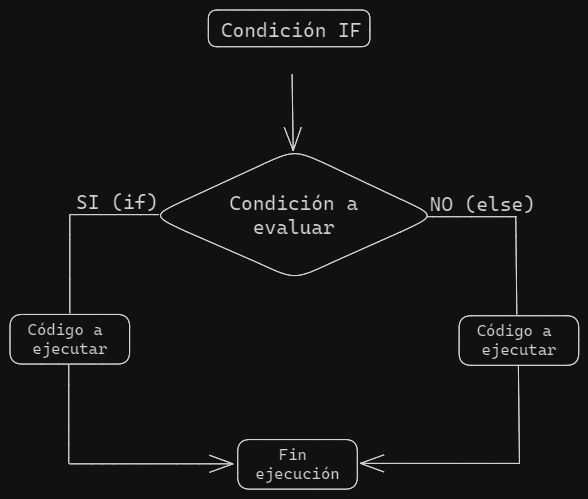 Condición IF
Condición a
evaluar
SI (if)
NO (else)
Código a
ejecutar
Código a
ejecutar
Fin
ejecución